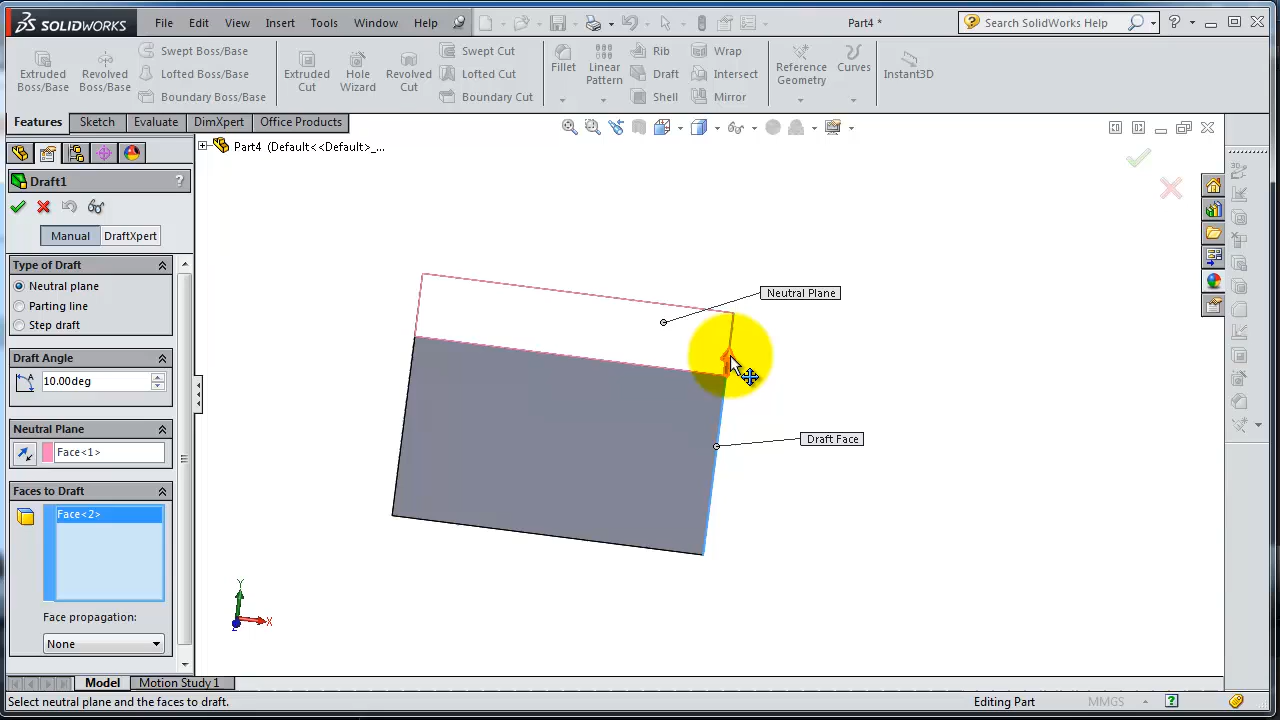 SOLIDWORKS File Edit View Insert Tools Window Help Part4 * Search SolidWorks Help
Extruded Boss/Base
Revolved Boss/Base
Swept Boss/Base
Lofted Boss/Base
Boundary Boss/Base
Extruded Cut
Hole Wizard
Revolved Cut
Swept Cut
Lofted Cut
Boundary Cut
Fillet
Linear Pattern
Rib
Draft
Shell
Wrap
Intersect
Mirror
Reference Geometry
Curves
Instant3D
Features Sketch Evaluate DimXpert Office Products
Part4 (Default<<Default>_...
Draft1 ?
Manual DraftXpert
Type of Draft
Neutral plane
Parting line
Step draft
Draft Angle
10.00deg
Neutral Plane
Face<1>
Faces to Draft
Face<2>
Face propagation:
None
Neutral Plane
Draft Face
Y
X
Z
Model Motion Study 1
Select neutral plane and the faces to draft. Editing Part MMGS